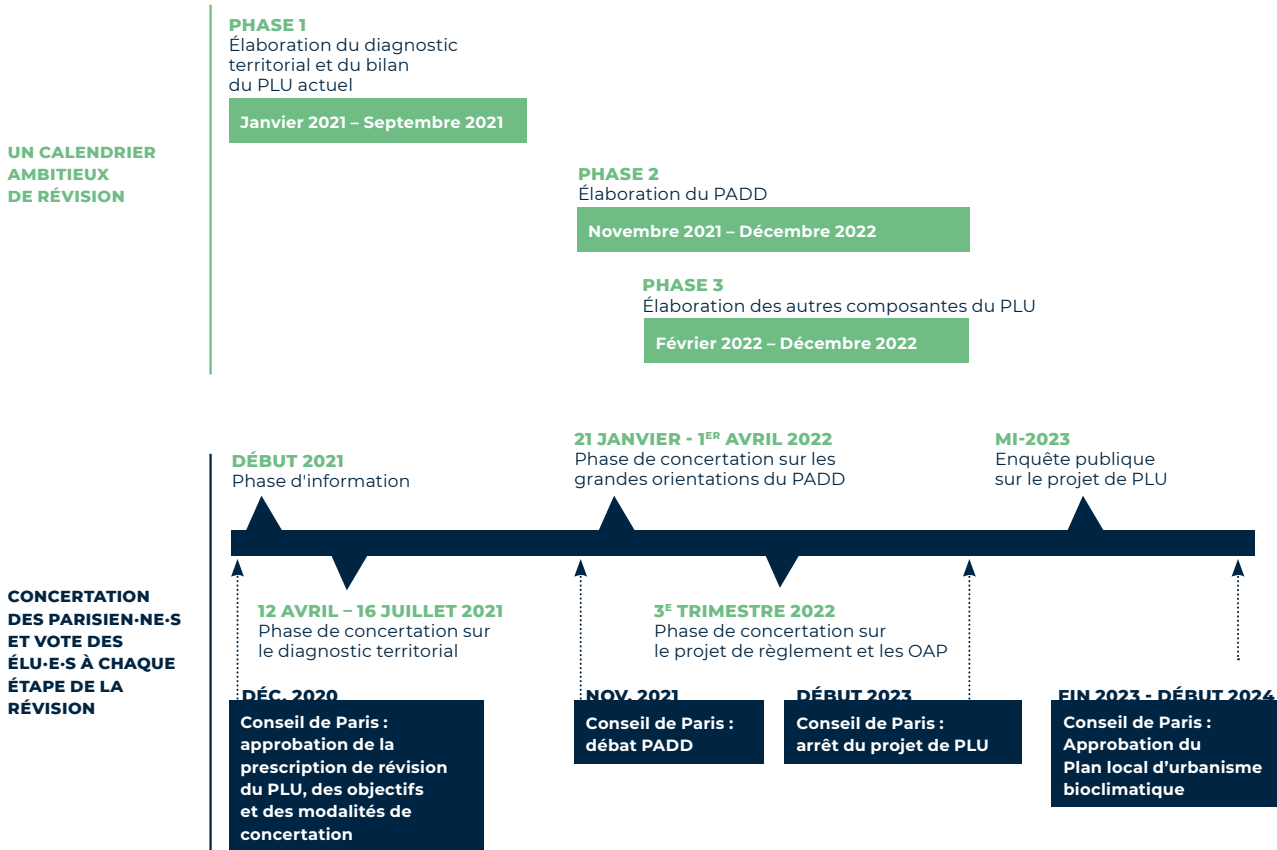 UN CALENDRIER
AMBITIEUX
DE RÉVISION
PHASE 1
Élaboration du diagnostic
territorial et du bilan
du PLU actuel
Janvier 2021 – Septembre 2021
PHASE 2
Élaboration du PADD
Novembre 2021 – Décembre 2022
PHASE 3
Élaboration des autres composantes du PLU
Février 2022 – Décembre 2022
CONCERTATION
DES PARISIEN·NE·S
ET VOTE DES
ÉLU·E·S À CHAQUE
ÉTAPE DE LA
RÉVISION
DÉBUT 2021
Phase d'information
21 JANVIER - 1ER AVRIL 2022
Phase de concertation sur les
grandes orientations du PADD
MI-2023
Enquête publique
sur le projet de PLU
12 AVRIL – 16 JUILLET 2021
Phase de concertation sur
le diagnostic territorial
3E TRIMESTRE 2022
Phase de concertation sur
le projet de règlement et les OAP
DÉC. 2020
Conseil de Paris :
approbation de la
prescription de révision
du PLU, des objectifs
et des modalités de
concertation
NOV. 2021
Conseil de Paris :
débat PADD
DÉBUT 2023
Conseil de Paris :
arrêt du projet de PLU
FIN 2023 - DÉBUT 2024
Conseil de Paris :
Approbation du
Plan local d’urbanisme
bioclimatique